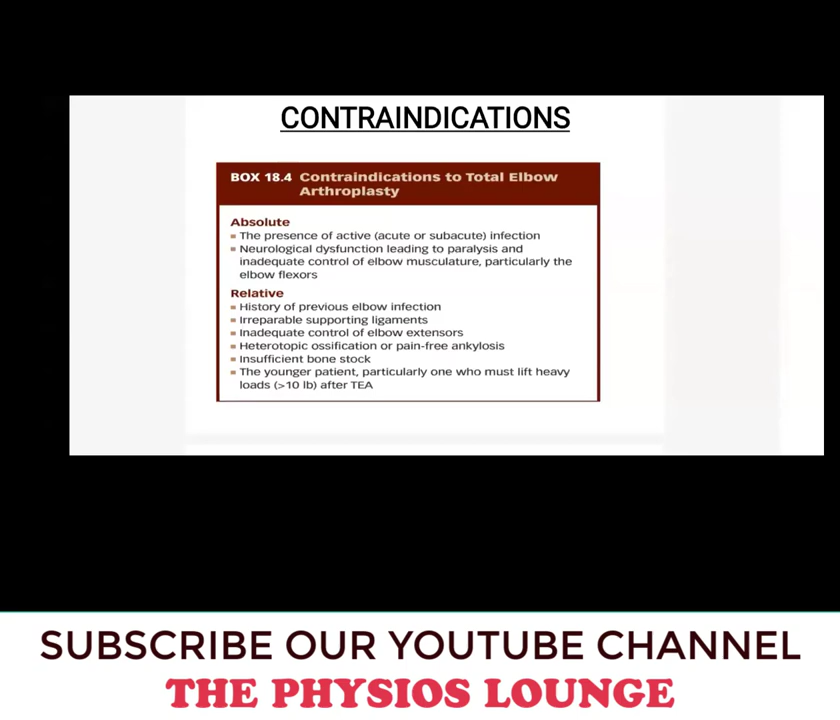 CONTRAINDICATIONS
BOX 18.4 Contraindications to Total Elbow
Arthroplasty
Absolute
The presence of active (acute or subacute) infection
Neurological dysfunction leading to paralysis and
inadequate control of elbow musculature, particularly the
elbow flexors
Relative
History of previous elbow infection
Irreparable supporting ligaments
Inadequate control of elbow extensors
Heterotopic ossification or pain-free ankylosis
Insufficient bone stock
The younger patient, particularly one who must lift heavy
loads (>10 lb) after TEA
SUBSCRIBE OUR YOUTUBE CHANNEL
THE PHYSIOS LOUNGE